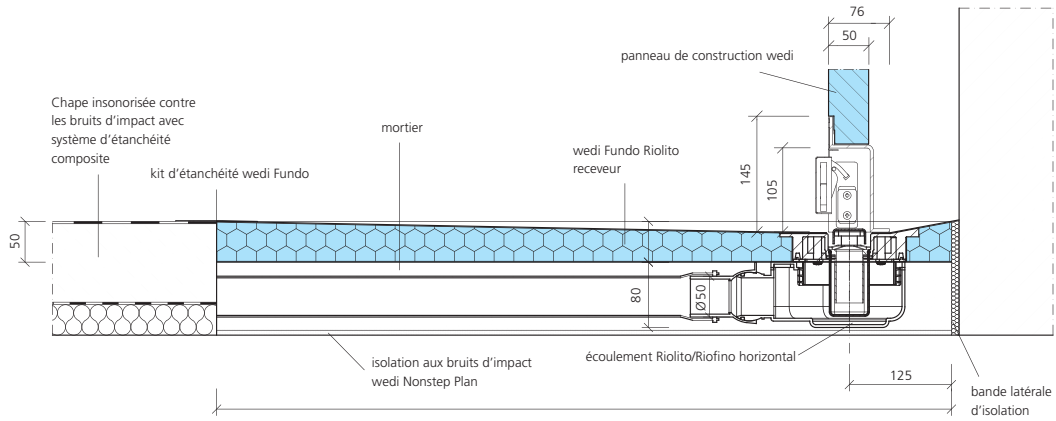 76
50
panneau de construction wedi
Chape insonorisée contre
les bruits d'impact avec
système d'étanchéité
composite
mortier
wedi Fundo Riolito
receveur
kit d'étanchéité wedi Fundo
145
105
50
80
Ø50
isolation aux bruits d'impact
wedi Nonstep Plan
écoulement Riolito/Riofino horizontal
125
bande latérale
d'isolation